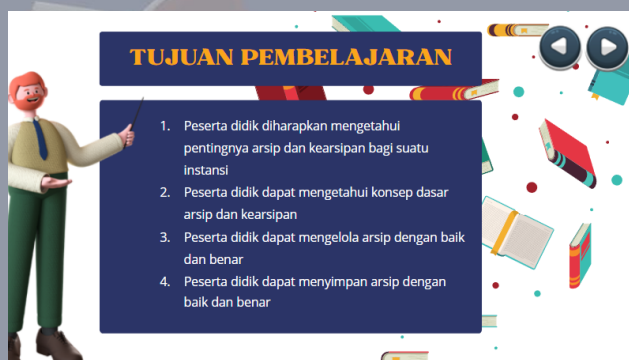 TUJUAN PEMBELAJARAN
1. Peserta didik diharapkan mengetahui
pentingnya arsip dan kearsipan bagi suatu
instansi
2. Peserta didik dapat mengetahui konsep dasar
arsip dan kearsipan
3. Peserta didik dapat mengelola arsip dengan baik
dan benar
4. Peserta didik dapat menyimpan arsip dengan
baik dan benar